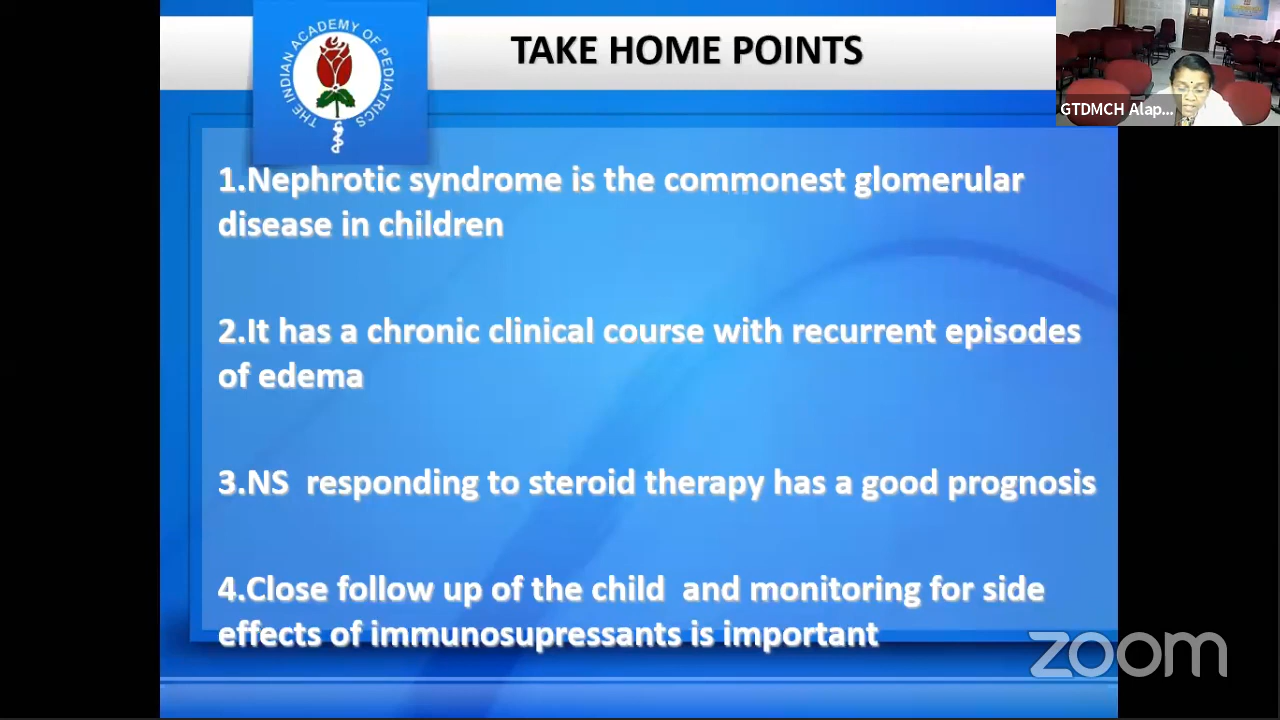 THE INDIAN ACADEMY OF PEDIATRICS
TAKE HOME POINTS
GTDMCH Alap...
1.Nephrotic syndrome is the commonest glomerular
disease in children
2.It has a chronic clinical course with recurrent episodes
of edema
3.NS  responding to steroid therapy has a good prognosis
4.Close follow up of the child  and monitoring for side
effects of immunosupressants is important
zoom